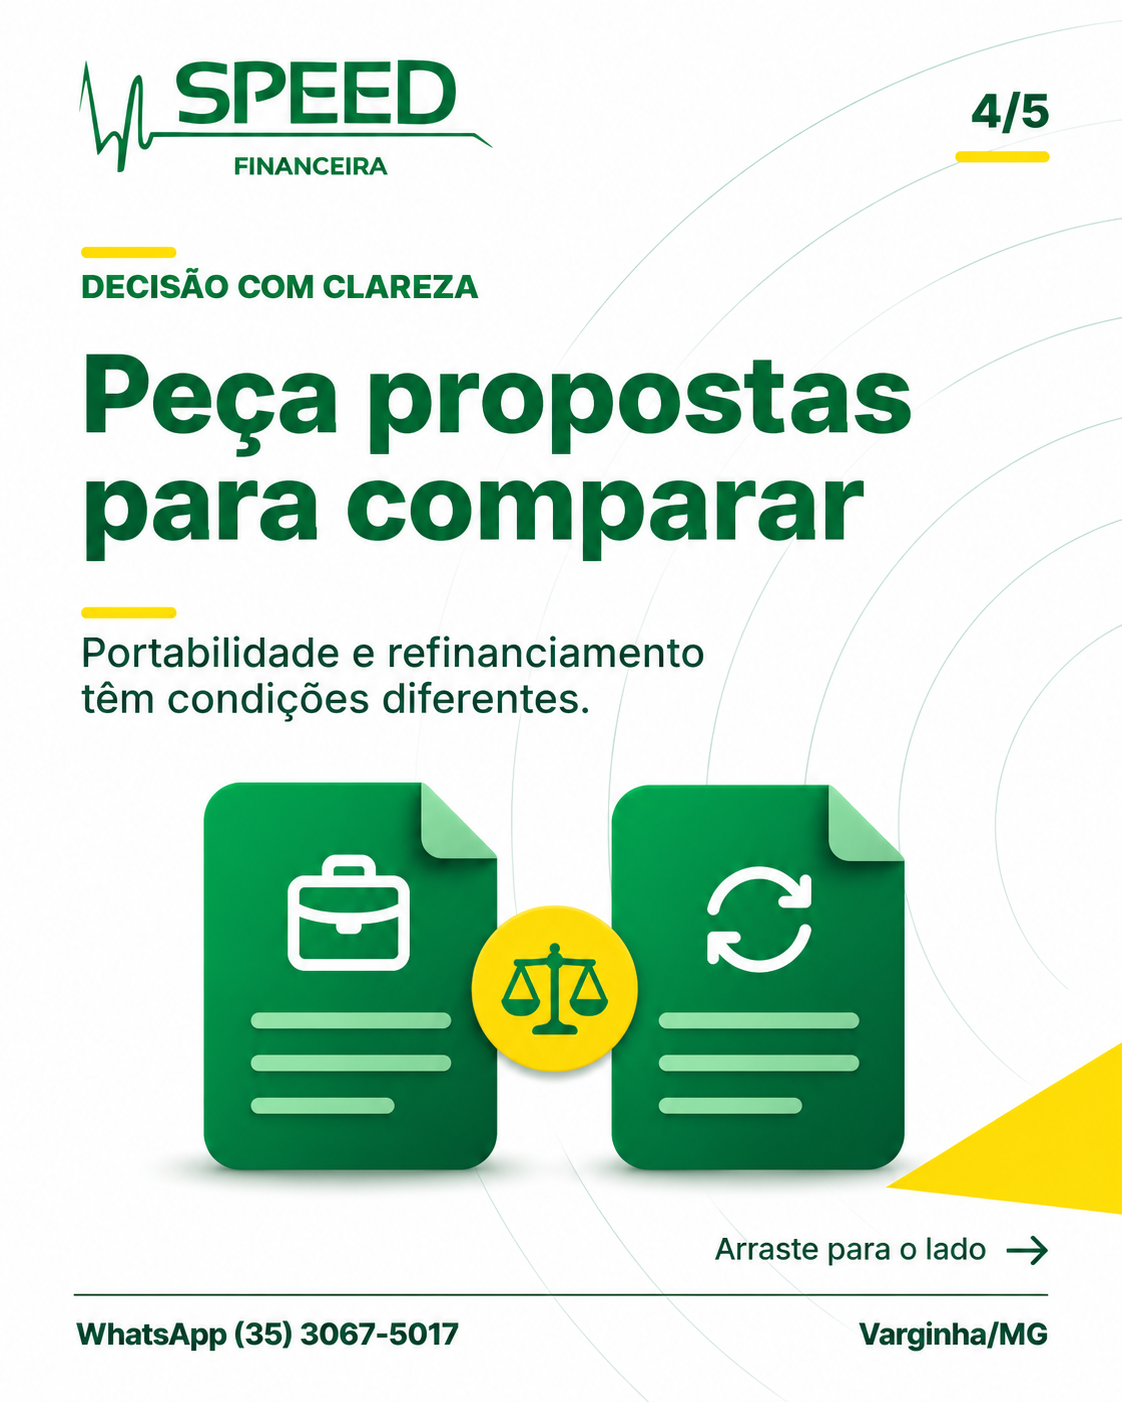 SPEED
FINANCEIRA
4/5
DECISÃO COM CLAREZA
Peça propostas
para comparar
Portabilidade e refinanciamento
têm condições diferentes.
Arraste para o lado →
WhatsApp (35) 3067-5017
Varginha/MG